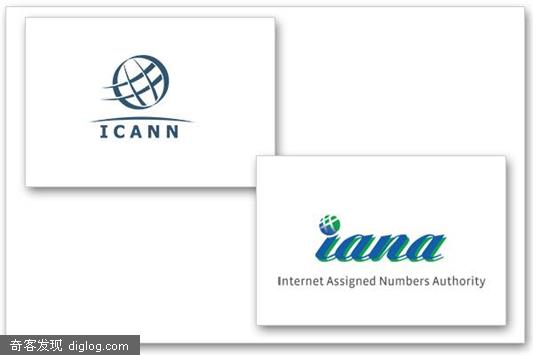 ICANN
iana
Internet Assigned Numbers Authority
奇客发现 diglog.com